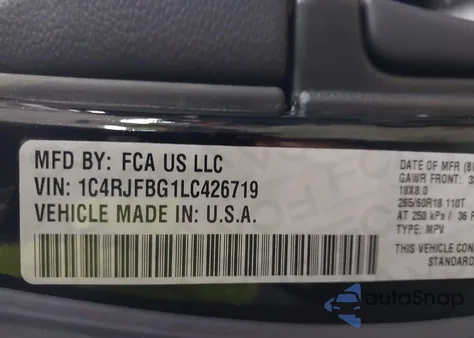 MFD BY: FCA US LLC
VIN: 1C4RJFBG1LC426719
VEHICLE MADE IN: U.S.A.
DATE OF MFR
GAWR FRONT:
18X8.0
265/60R18 110T
AT 250 kPa / 36
TYPE: MPV
THIS VEHICLE
STANDARD
autoSnap